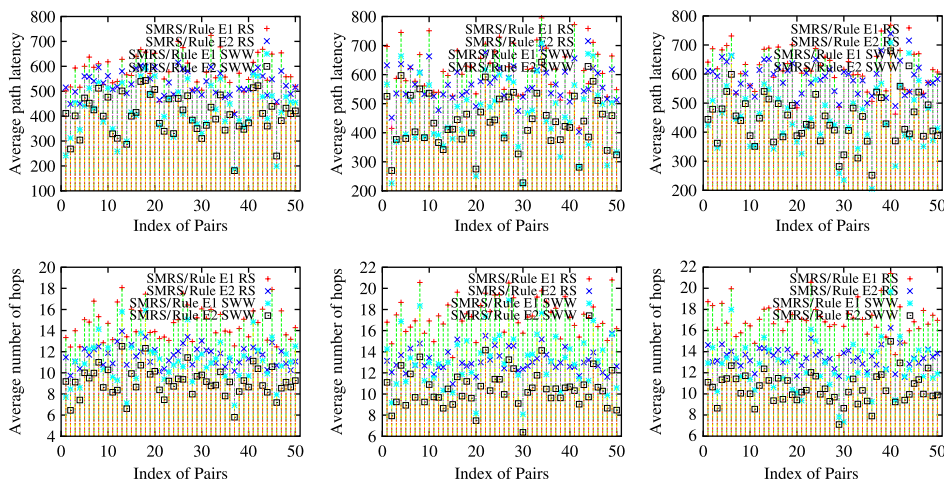 800
700
600
500
400
300
200
100
Average path latency
SMRS/Rule E1 RS
SMRS/Rule E2 RS
SMRS/Rule E1 SWW
SMRS/Rule E2 SWW
0 10 20 30 40 50
Index of Pairs
800
700
600
500
400
300
200
Average path latency
SMRS/Rule E1 RS
SMRS/Rule E2 RS
SMRS/Rule E1 SWW
SMRS/Rule E2 SWW
0 10 20 30 40 50
Index of Pairs
800
700
600
500
400
300
200
Average path latency
SMRS/Rule E1 RS
SMRS/Rule E2 RS
SMRS/Rule E1 SWW
SMRS/Rule E2 SWW
0 10 20 30 40 50
Index of Pairs
20
18
16
14
12
10
8
6
4
Average number of hops
SMRS/Rule E1 RS
SMRS/Rule E2 RS
SMRS/Rule E1 SWW
SMRS/Rule E2 SWW
0 10 20 30 40 50
Index of Pairs
22
20
18
16
14
12
10
8
6
Average number of hops
SMRS/Rule E1 RS
SMRS/Rule E2 RS
SMRS/Rule E1 SWW
SMRS/Rule E2 SWW
0 10 20 30 40 50
Index of Pairs
22
20
18
16
14
12
10
8
6
Average number of hops
SMRS/Rule E1 RS
SMRS/Rule E2 RS
SMRS/Rule E1 SWW
SMRS/Rule E2 SWW
0 10 20 30 40 50
Index of Pairs